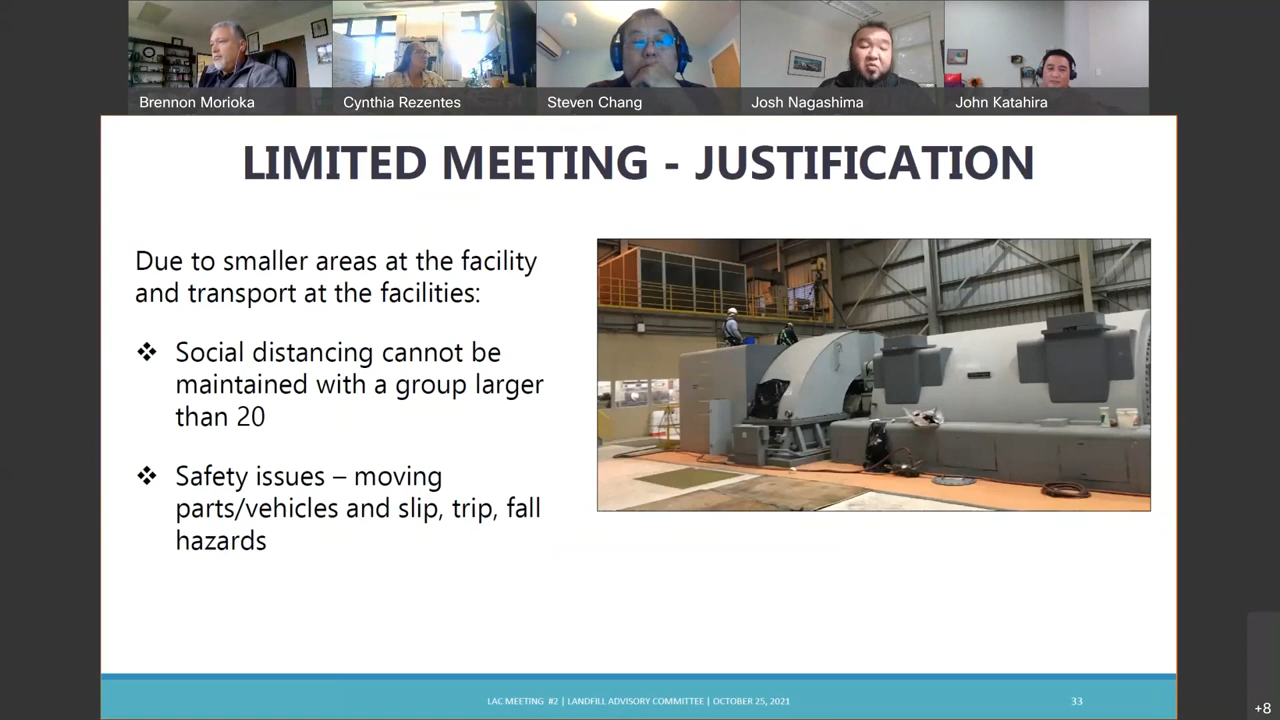 Brennon Morioka
Cynthia Rezentes
Steven Chang
Josh Nagashima
John Katahira
LIMITED MEETING - JUSTIFICATION
Due to smaller areas at the facility
and transport at the facilities:
❖ Social distancing cannot be
maintained with a group larger
than 20
❖ Safety issues – moving
parts/vehicles and slip, trip, fall
hazards
LAC MEETING #2 | LANDFILL ADVISORY COMMITTEE | OCTOBER 25, 2021
33
+8